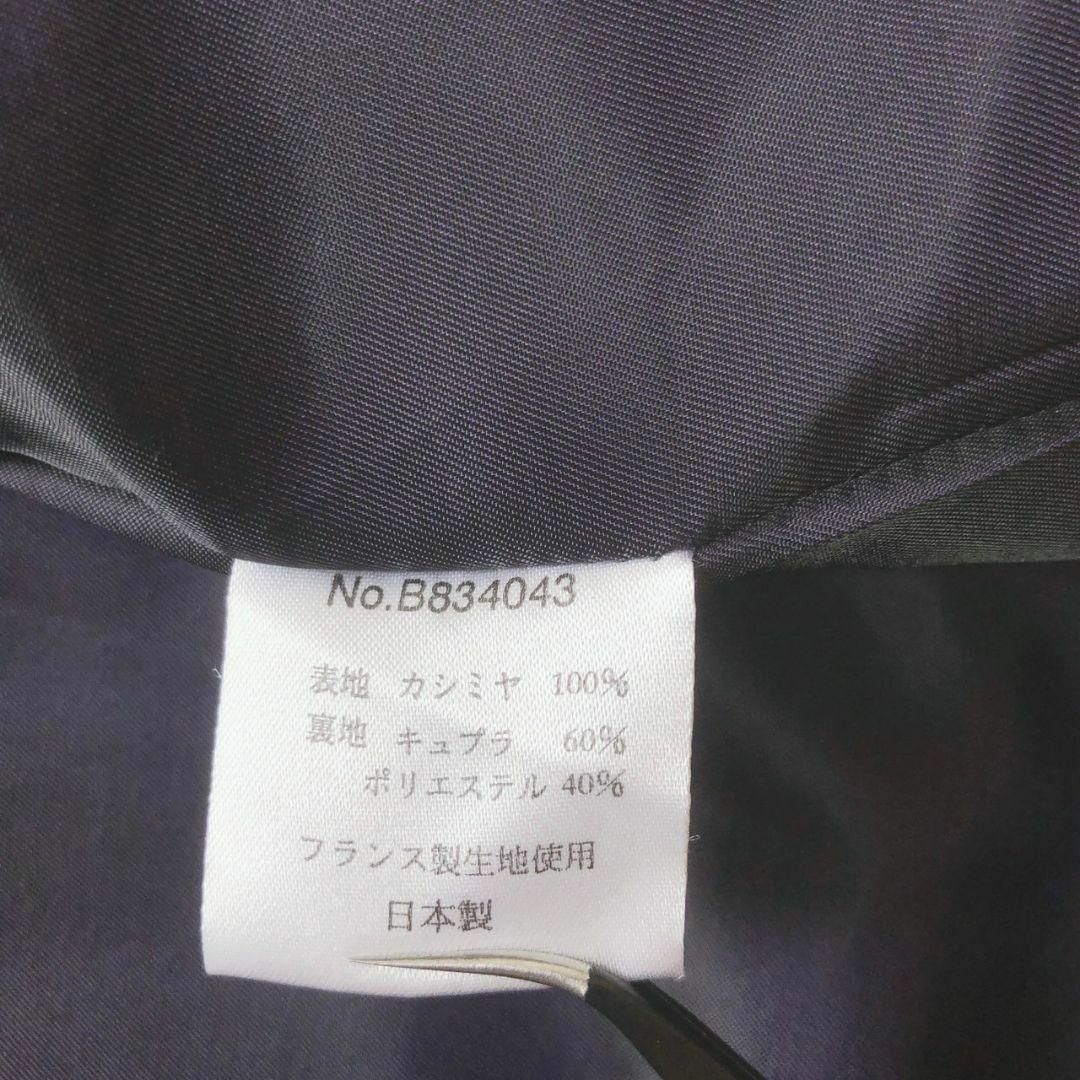 No.B834043
表地 カシミヤ 100%
裏地 キュプラ 60%
ポリエステル 40%
フランス製生地使用
日本製